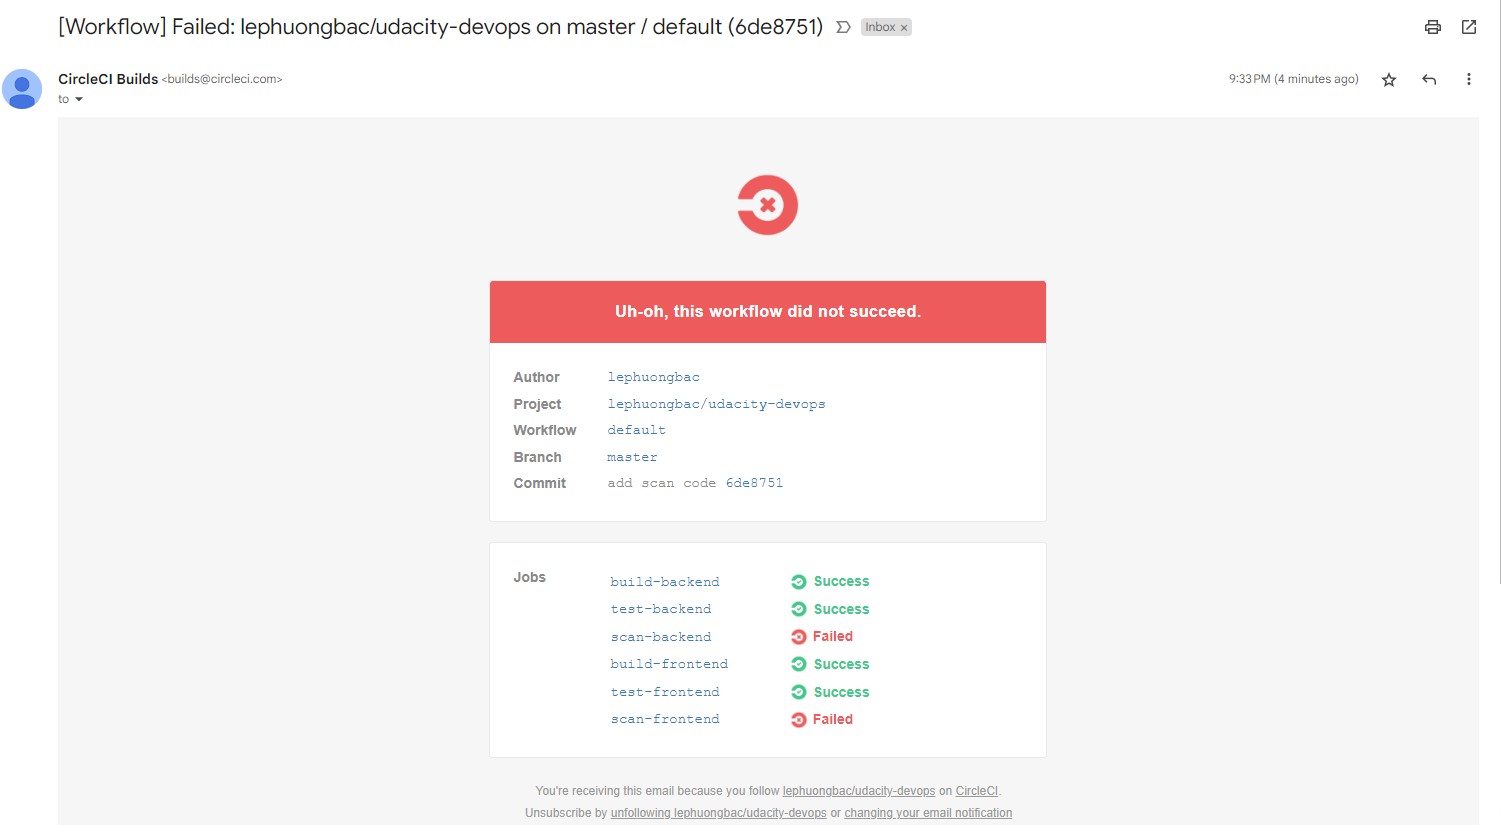 [Workflow] Failed: lephuongbac/udacity-devops on master / default (6de8751) Inbox ×
CircleCI Builds <builds@circleci.com> 9:33 PM (4 minutes ago)
to
Uh-oh, this workflow did not succeed.
Author lephuongbac
Project lephuongbac/udacity-devops
Workflow default
Branch master
Commit add scan code 6de8751
Jobs build-backend Success
test-backend Success
scan-backend Failed
build-frontend Success
test-frontend Success
scan-frontend Failed
You're receiving this email because you follow lephuongbac/udacity-devops on CircleCI.
Unsubscribe by unfollowing lephuongbac/udacity-devops or changing your email notification